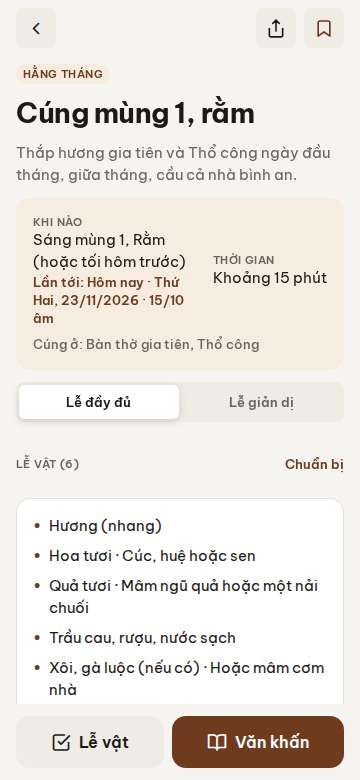 HẰNG THÁNG
Cúng mùng 1, rằm
Thắp hương gia tiên và Thổ công ngày đầu
tháng, giữa tháng, cầu cả nhà bình an.
KHI NÀO
Sáng mùng 1, Rằm
(hoặc tối hôm trước)
Lần tới: Hôm nay · Thứ
Hai, 23/11/2026 · 15/10
âm
THỜI GIAN
Khoảng 15 phút
Cúng ở: Bàn thờ gia tiên, Thổ công
Lễ đầy đủ
Lễ giản dị
LỄ VẬT (6)
Chuẩn bị
• Hương (nhang)
• Hoa tươi · Cúc, huệ hoặc sen
• Quả tươi · Mâm ngũ quả hoặc một nải
chuối
• Trầu cau, rượu, nước sạch
• Xôi, gà luộc (nếu có) · Hoặc mâm cơm
nhà
Lễ vật
Văn khấn